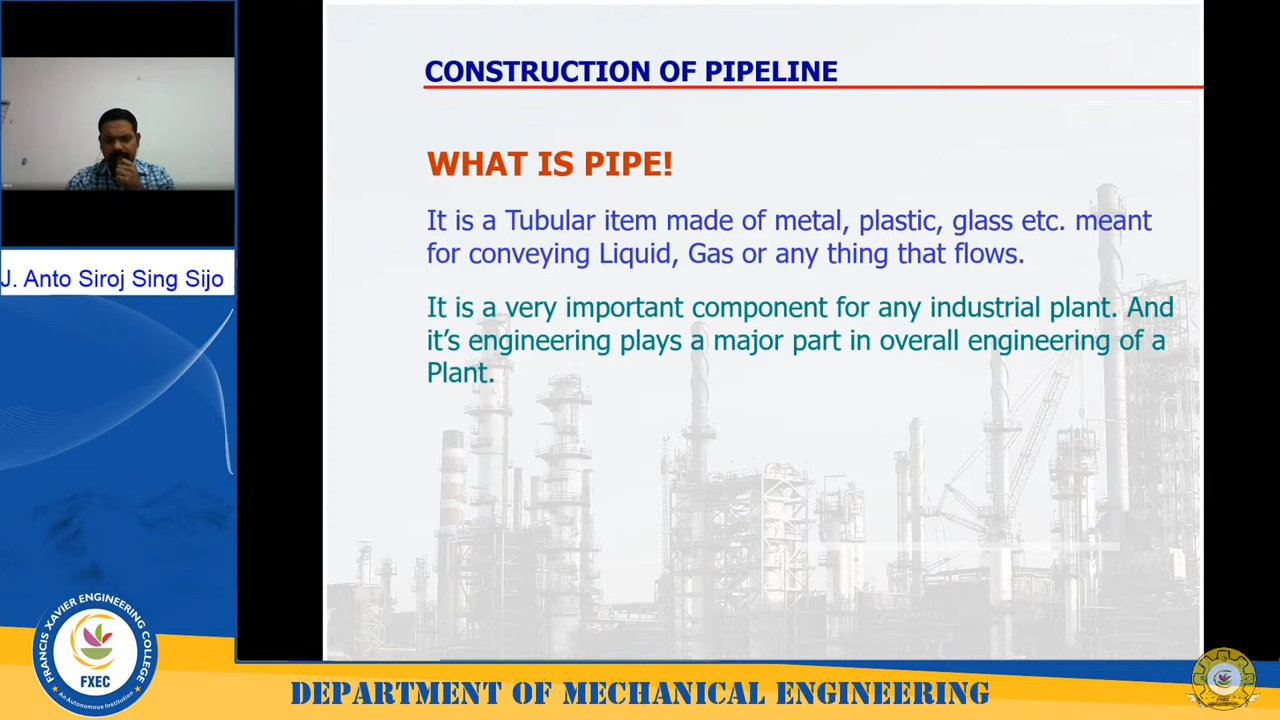 CONSTRUCTION OF PIPELINE
WHAT IS PIPE!
It is a Tubular item made of metal, plastic, glass etc. meant
for conveying Liquid, Gas or any thing that flows.
It is a very important component for any industrial plant. And
it’s engineering plays a major part in overall engineering of a
Plant.
J. Anto Siroj Sing Sijo
FRANCIS XAVIER ENGINEERING COLLEGE
FXEC
An Autonomous Institution
DEPARTMENT OF MECHANICAL ENGINEERING